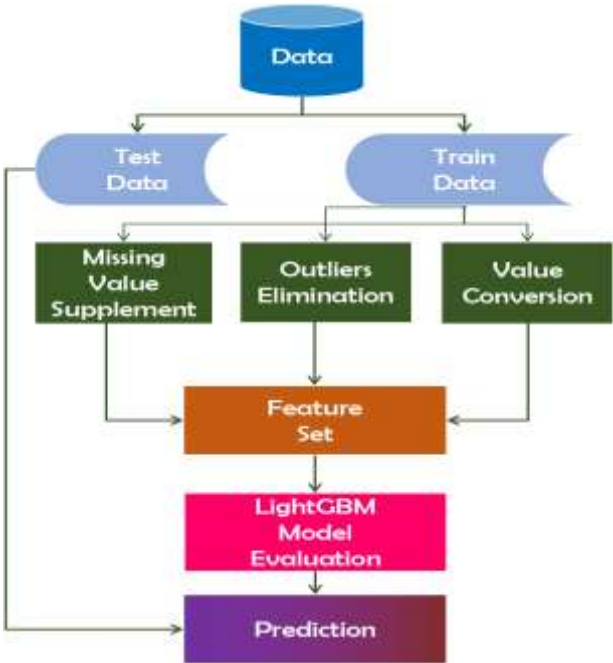 Data
Test
Data
Train
Data
Missing
Value
Supplement
Outliers
Elimination
Value
Conversion
Feature
Set
LightGBM
Model
Evaluation
Prediction